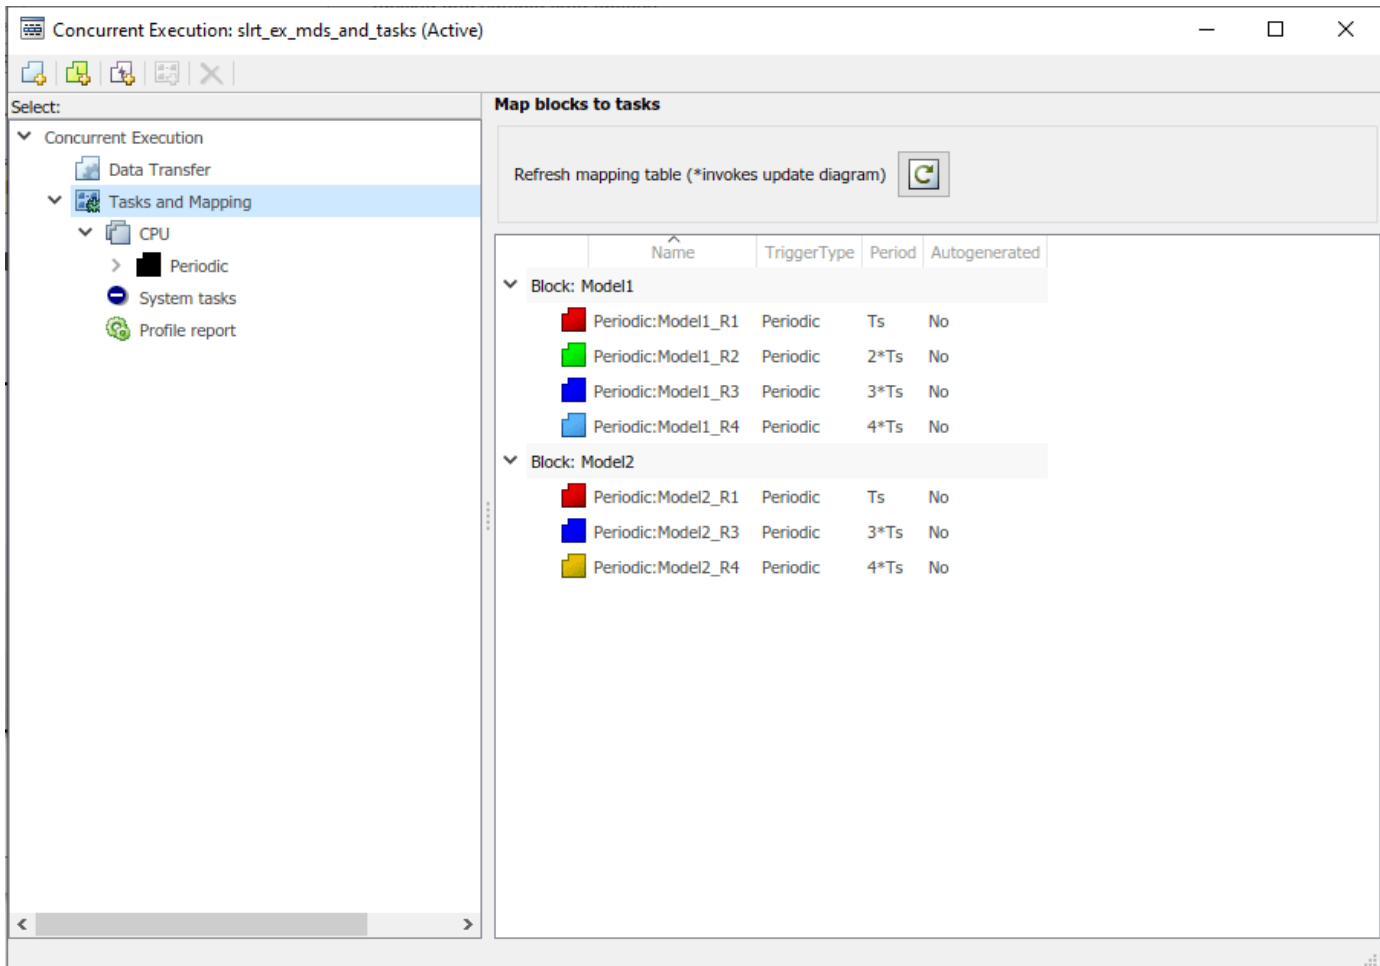 Concurrent Execution: slrt_ex_mds_and_tasks (Active)
Select:
Concurrent Execution
Data Transfer
Tasks and Mapping
CPU
Periodic
System tasks
Profile report
Map blocks to tasks
Refresh mapping table (*invokes update diagram)
Name TriggerType Period Autogenerated
Block: Model1
Periodic:Model1_R1 Periodic Ts No
Periodic:Model1_R2 Periodic 2*Ts No
Periodic:Model1_R3 Periodic 3*Ts No
Periodic:Model1_R4 Periodic 4*Ts No
Block: Model2
Periodic:Model2_R1 Periodic Ts No
Periodic:Model2_R3 Periodic 3*Ts No
Periodic:Model2_R4 Periodic 4*Ts No